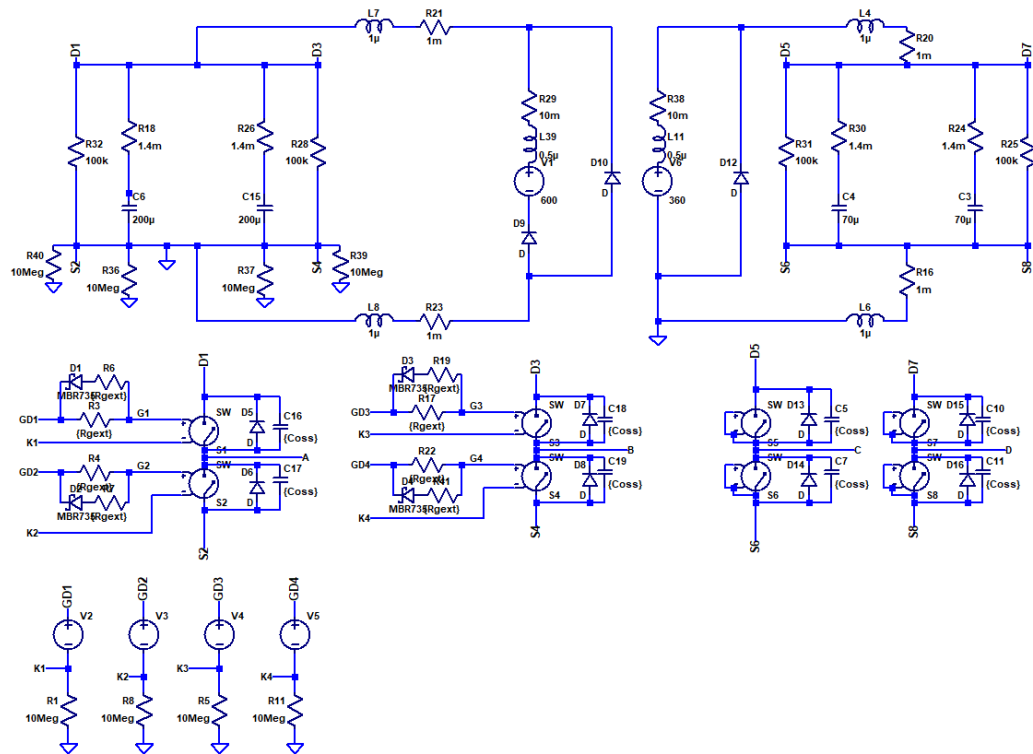 L7
1µ
R21
1m
L4
1µ
R20
1m
D1
D3
D5
D7
R32
100k
R18
1.4m
R26
1.4m
R28
100k
R29
10m
L39
0.5µ
V1
600
D10
D
R38
10m
L11
0.5µ
V6
360
D12
D
R31
100k
R30
1.4m
R24
1.4m
R25
100k
C6
200µ
C15
200µ
D9
D
C4
70µ
C3
70µ
R40
10Meg
S2
R36
10Meg
R37
10Meg
S4
R39
10Meg
S6
S8
R16
1m
L8
1µ
R23
1m
L6
1µ
D1
D3
D5
D7
D1
MBR735
R6
{Rgext}
R3
{Rgext}
GD1
G1
K1
SW
S1
D5
D
C16
{Coss}
A
GD2
R4
{Rgext}
G2
D2
MBR735
R7
{Rgext}
K2
SW
S2
D6
D
C17
{Coss}
S2
D3
MBR735
R19
{Rgext}
R17
{Rgext}
GD3
G3
K3
SW
S3
D7
D
C18
{Coss}
B
GD4
R22
{Rgext}
G4
D4
MBR735
R41
{Rgext}
K4
SW
S4
D8
D
C19
{Coss}
S4
SW
S5
D13
D
C5
{Coss}
C
SW
S6
D14
D
C7
{Coss}
S6
SW
S7
D15
D
C10
{Coss}
D
SW
S8
D16
D
C11
{Coss}
S8
GD1
V2
K1
R1
10Meg
GD2
V3
K2
R8
10Meg
GD3
V4
K3
R5
10Meg
GD4
V5
K4
R11
10Meg